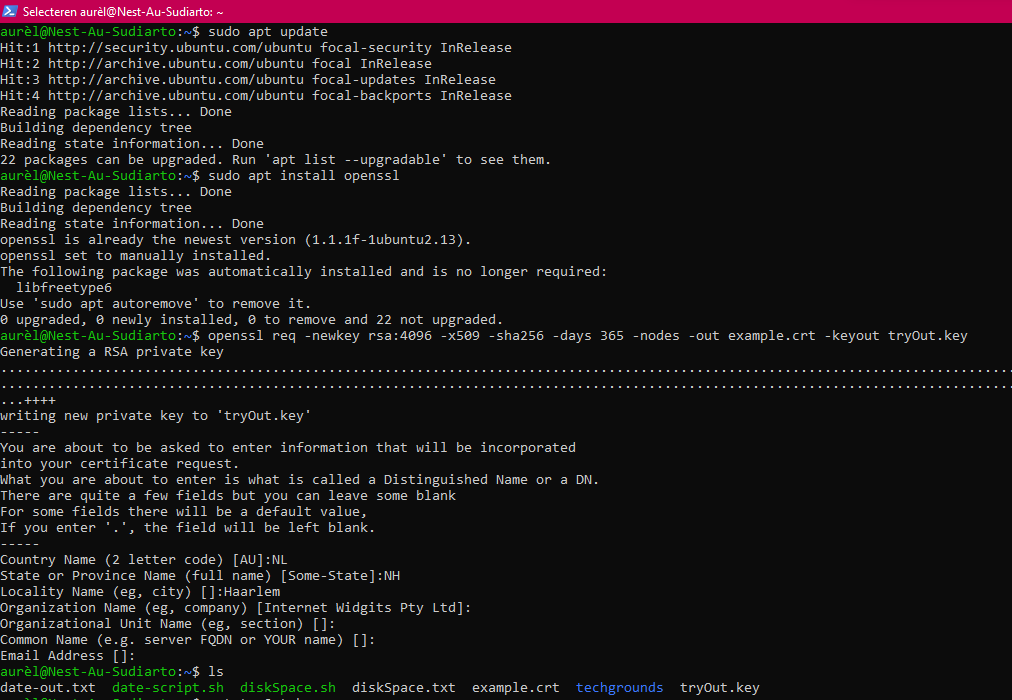 Selecteren aurèl@Nest-Au-Sudiarto: ~
aurèl@Nest-Au-Sudiarto:~$ sudo apt update
Hit:1 http://security.ubuntu.com/ubuntu focal-security InRelease
Hit:2 http://archive.ubuntu.com/ubuntu focal InRelease
Hit:3 http://archive.ubuntu.com/ubuntu focal-updates InRelease
Hit:4 http://archive.ubuntu.com/ubuntu focal-backports InRelease
Reading package lists... Done
Building dependency tree
Reading state information... Done
22 packages can be upgraded. Run 'apt list --upgradable' to see them.
aurèl@Nest-Au-Sudiarto:~$ sudo apt install openssl
Reading package lists... Done
Building dependency tree
Reading state information... Done
openssl is already the newest version (1.1.1f-1ubuntu2.13).
openssl set to manually installed.
The following package was automatically installed and is no longer required:
  libfreetype6
Use 'sudo apt autoremove' to remove it.
0 upgraded, 0 newly installed, 0 to remove and 22 not upgraded.
aurèl@Nest-Au-Sudiarto:~$ openssl req -newkey rsa:4096 -x509 -sha256 -days 365 -nodes -out example.crt -keyout tryOut.key
Generating a RSA private key
...............................................................................................................................
...............................................................................................................................
...++++
writing new private key to 'tryOut.key'
-----
You are about to be asked to enter information that will be incorporated
into your certificate request.
What you are about to enter is what is called a Distinguished Name or a DN.
There are quite a few fields but you can leave some blank
For some fields there will be a default value,
If you enter '.', the field will be left blank.
-----
Country Name (2 letter code) [AU]:NL
State or Province Name (full name) [Some-State]:NH
Locality Name (eg, city) []:Haarlem
Organization Name (eg, company) [Internet Widgits Pty Ltd]:
Organizational Unit Name (eg, section) []:
Common Name (e.g. server FQDN or YOUR name) []:
Email Address []:
aurèl@Nest-Au-Sudiarto:~$ ls
date-out.txt  date-script.sh  diskSpace.sh  diskSpace.txt  example.crt  techgrounds  tryOut.key